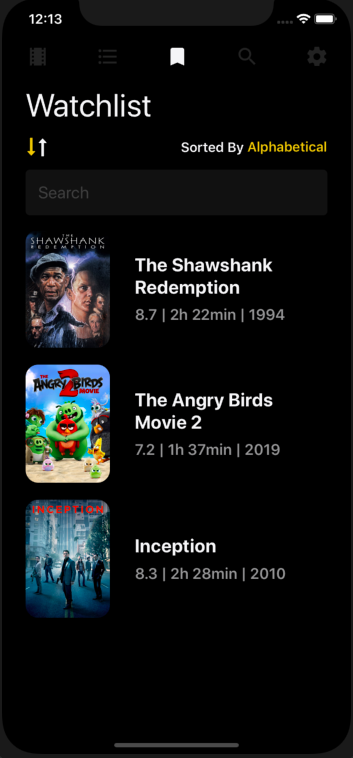 12:13
Watchlist
Sorted By Alphabetical
Search
THE
SHAWSHANK
REDEMPTION
The Shawshank
Redemption
8.7 | 2h 22min | 1994
THE
ANGRY BIRDS
2
MOVIE
The Angry Birds
Movie 2
7.2 | 1h 37min | 2019
INCEPTION
Inception
8.3 | 2h 28min | 2010